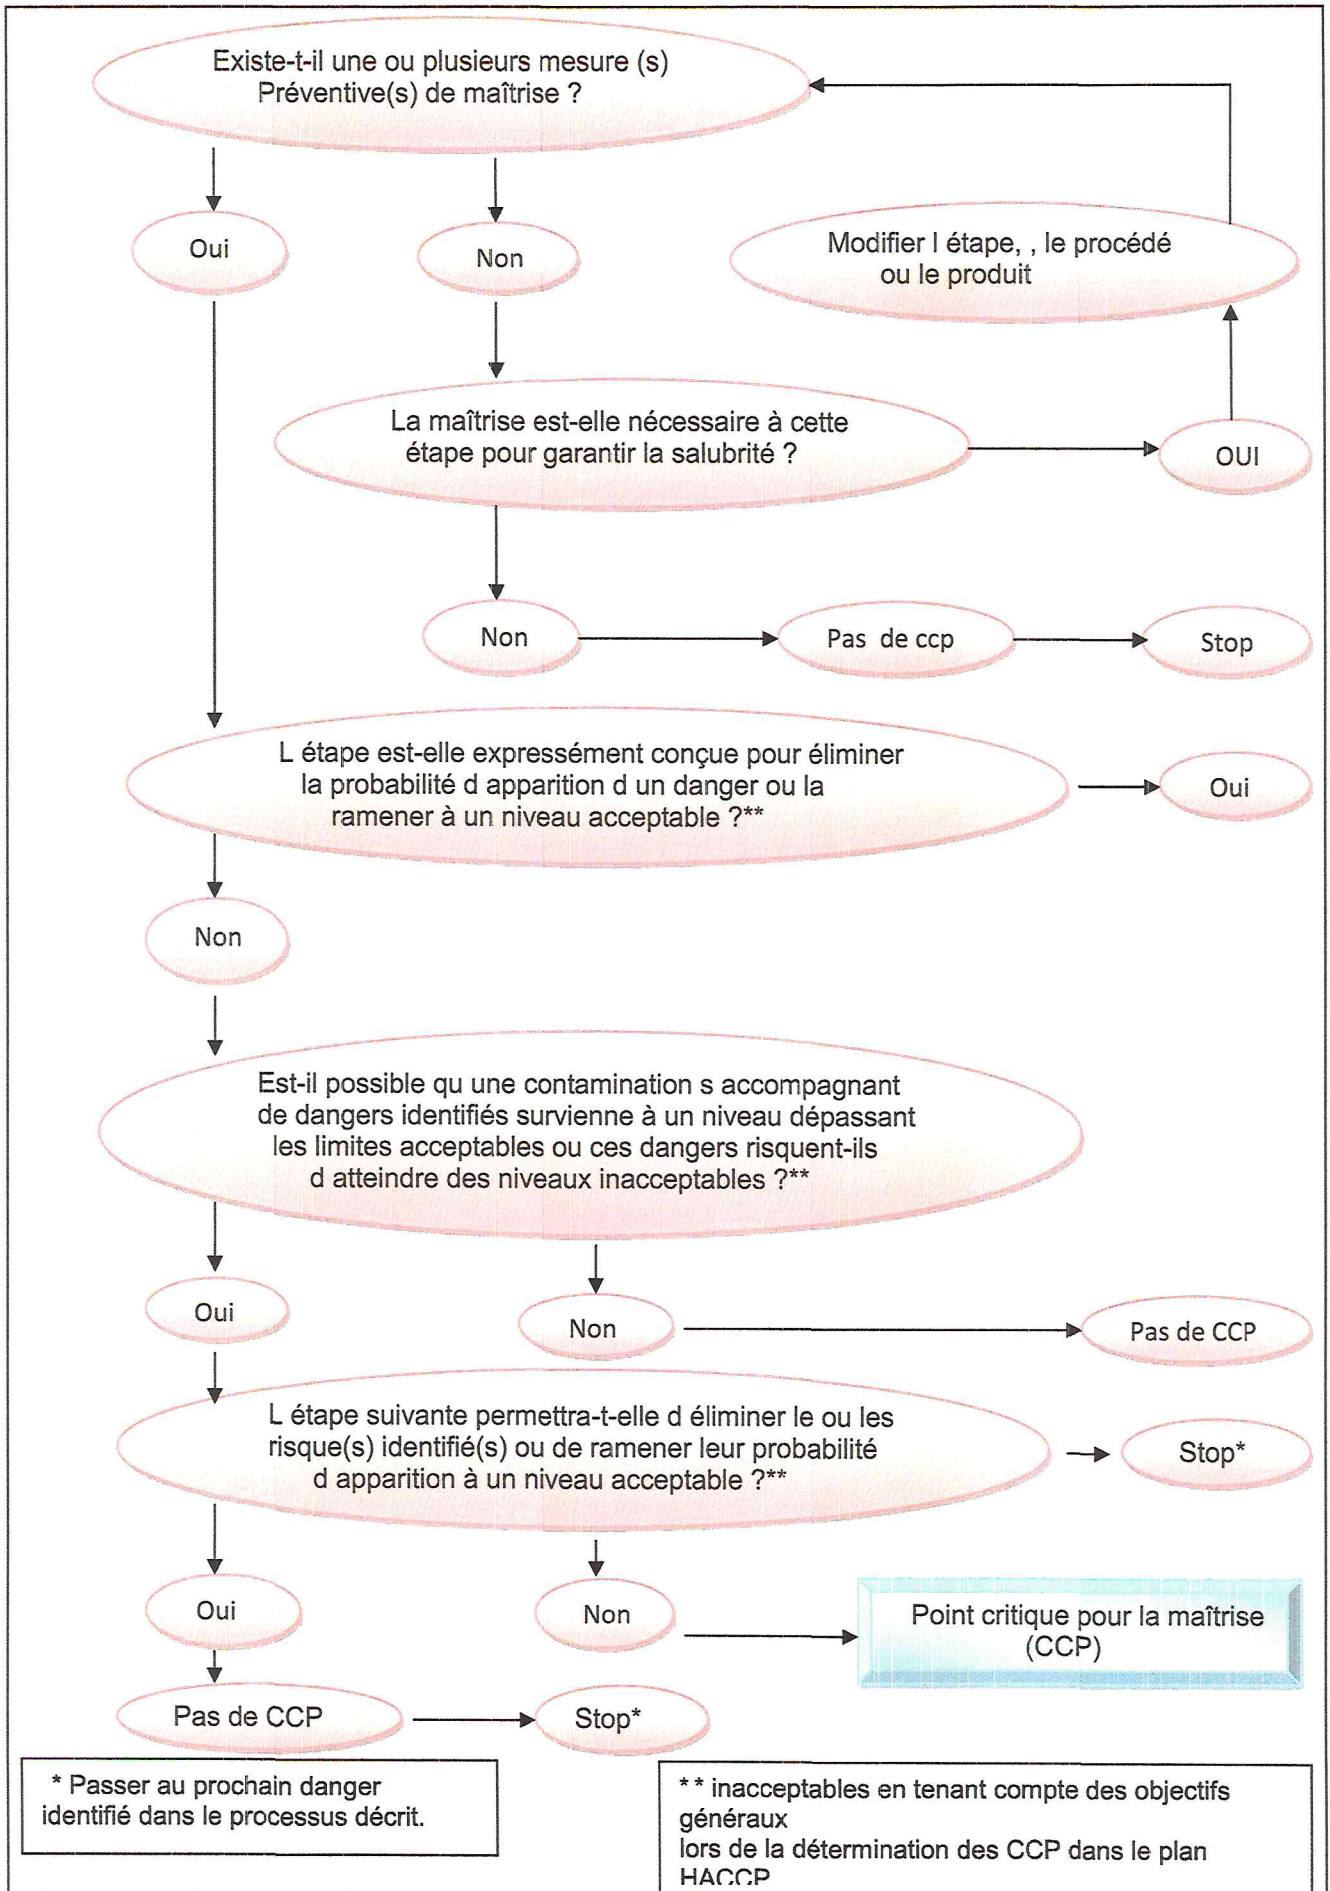 Existe-t-il une ou plusieurs mesure (s)
Préventive(s) de maîtrise ?
Oui
Non
Modifier l étape, , le procédé
ou le produit
La maîtrise est-elle nécessaire à cette
étape pour garantir la salubrité ?
OUI
Non
Pas de ccp
Stop
L étape est-elle expressément conçue pour éliminer
la probabilité d apparition d un danger ou la
ramener à un niveau acceptable ?**
Oui
Non
Est-il possible qu une contamination s accompagnant
de dangers identifiés survienne à un niveau dépassant
les limites acceptables ou ces dangers risquent-ils
d atteindre des niveaux inacceptables ?**
Oui
Non
Pas de CCP
L étape suivante permettra-t-elle d éliminer le ou les
risque(s) identifié(s) ou de ramener leur probabilité
d apparition à un niveau acceptable ?**
Stop*
Oui
Non
Point critique pour la maîtrise
(CCP)
Pas de CCP
Stop*
* Passer au prochain danger
identifié dans le processus décrit.
* * inacceptables en tenant compte des objectifs
généraux
lors de la détermination des CCP dans le plan
HACCP